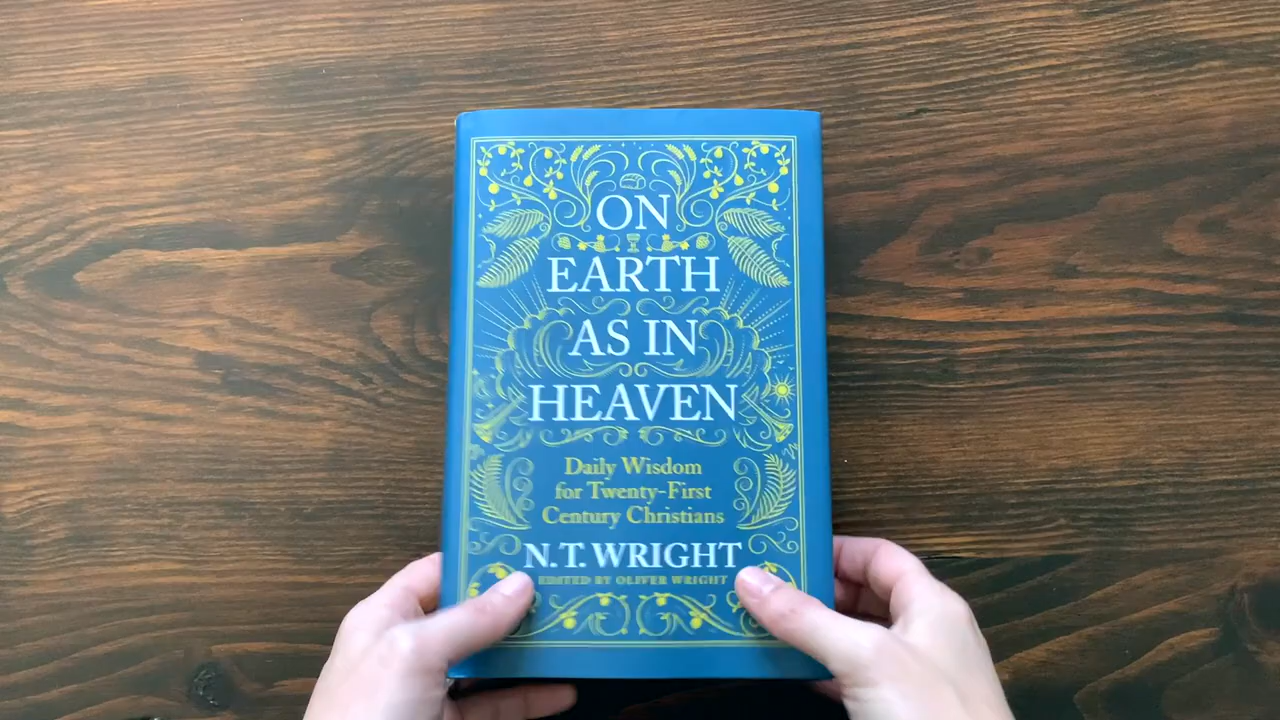 ON
EARTH
AS IN
HEAVEN
Daily Wisdom
for Twenty-First
Century Christians
N. T. WRIGHT
EDITED BY OLIVER WRIGHT